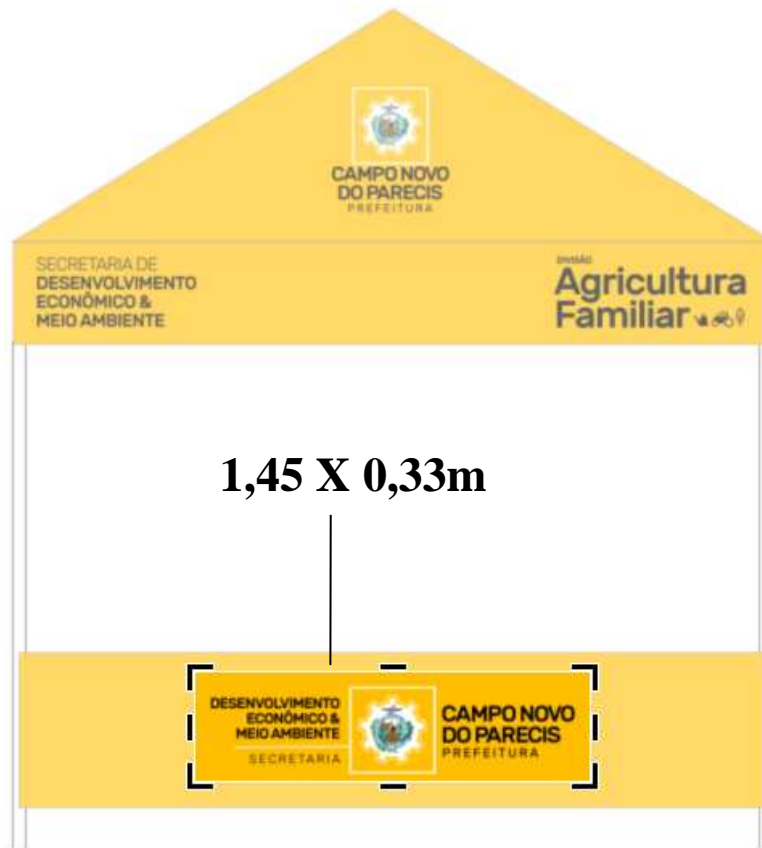 CAMPO NOVO
DO PARECIS
PREFEITURA
SECRETARIA DE
DESENVOLVIMENTO
ECONÔMICO &
MEIO AMBIENTE
DIVISÃO
Agricultura
Familiar
1,45 X 0,33m
DESENVOLVIMENTO
ECONÔMICO &
MEIO AMBIENTE
SECRETARIA
CAMPO NOVO
DO PARECIS
PREFEITURA